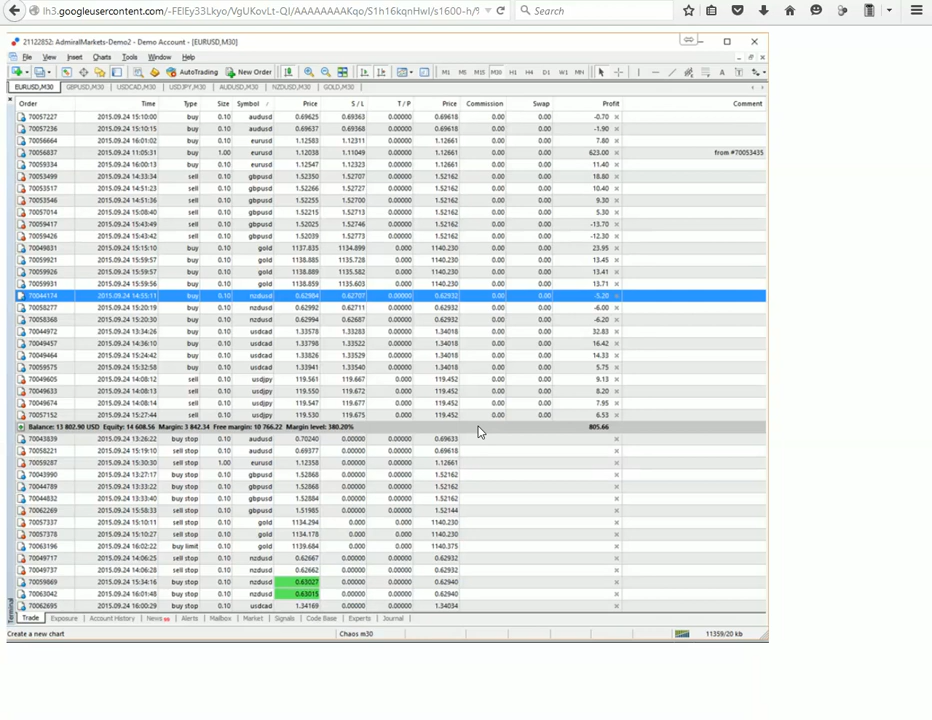 lh3.googleusercontent.com/-FEIEy33Lkyo/VgUKVoct-QI/AAAAAAAAKqo/S1h16kqnHwI/s1600-h/% Search
21122852: AdmiralMarkets-Demo2 - Demo Account - [EURUSD,M30]
File View Insert Charts Tools Window Help
AutoTrading New Order M1 M5 M15 M30 H1 H4 D1 W1 MN
EURUSD,M30 GBPUSD,M30 USDCAD,M30 USDJPY,M30 AUDUSD,M30 NZDUSD,M30 GOLD,M30
Order Time Type Size Symbol / Price S / L T / P Price Commission Swap Profit Comment
70057227 2015.09.24 15:10:00 buy 0.10 audusd 0.69625 0.69363 0.00000 0.69618 0.00 0.00 -0.70
70057236 2015.09.24 15:10:15 buy 0.10 audusd 0.69637 0.69368 0.00000 0.69618 0.00 0.00 -1.90
70056664 2015.09.24 16:01:02 buy 0.10 eurusd 1.12583 1.12311 0.00000 1.12661 0.00 0.00 7.80
70056837 2015.09.24 11:05:31 buy 1.00 eurusd 1.12038 1.11049 0.00000 1.12661 0.00 0.00 623.00 from #70053435
70059334 2015.09.24 16:00:13 buy 0.10 eurusd 1.12547 1.12323 0.00000 1.12661 0.00 0.00 11.40
70053499 2015.09.24 14:33:34 sell 0.10 gbpusd 1.52350 1.52707 0.00000 1.52162 0.00 0.00 18.80
70053517 2015.09.24 14:51:23 sell 0.10 gbpusd 1.52266 1.52727 0.00000 1.52162 0.00 0.00 10.40
70053546 2015.09.24 14:51:36 sell 0.10 gbpusd 1.52255 1.52700 0.00000 1.52162 0.00 0.00 9.30
70057014 2015.09.24 15:08:40 sell 0.10 gbpusd 1.52215 1.52713 0.00000 1.52162 0.00 0.00 5.30
70059417 2015.09.24 15:43:49 sell 0.10 gbpusd 1.52025 1.52746 0.00000 1.52162 0.00 0.00 -13.70
70059426 2015.09.24 15:43:42 sell 0.10 gbpusd 1.52039 1.52773 0.00000 1.52162 0.00 0.00 -12.30
70049831 2015.09.24 15:15:10 buy 0.10 gold 1137.835 1134.899 0.000 1140.230 0.00 0.00 23.95
70059921 2015.09.24 15:59:57 buy 0.10 gold 1138.885 1135.728 0.000 1140.230 0.00 0.00 13.45
70059926 2015.09.24 15:59:57 buy 0.10 gold 1138.889 1135.582 0.000 1140.230 0.00 0.00 13.41
70059931 2015.09.24 15:59:56 buy 0.10 gold 1138.859 1135.603 0.000 1140.230 0.00 0.00 13.71
70044174 2015.09.24 14:55:11 buy 0.10 nzdusd 0.62984 0.62707 0.00000 0.62932 0.00 0.00 -5.20
70058277 2015.09.24 15:20:19 buy 0.10 nzdusd 0.62992 0.62711 0.00000 0.62932 0.00 0.00 -6.00
70058368 2015.09.24 15:20:30 buy 0.10 nzdusd 0.62994 0.62687 0.00000 0.62932 0.00 0.00 -6.20
70044972 2015.09.24 13:34:26 buy 0.10 usdcad 1.33578 1.33283 0.00000 1.34018 0.00 0.00 32.83
70049457 2015.09.24 14:36:10 buy 0.10 usdcad 1.33798 1.33522 0.00000 1.34018 0.00 0.00 16.42
70049464 2015.09.24 15:24:42 buy 0.10 usdcad 1.33826 1.33529 0.00000 1.34018 0.00 0.00 14.33
70059575 2015.09.24 15:32:58 buy 0.10 usdcad 1.33941 1.33540 0.00000 1.34018 0.00 0.00 5.75
70049605 2015.09.24 14:08:12 sell 0.10 usdjpy 119.561 119.667 0.000 119.452 0.00 0.00 9.13
70049633 2015.09.24 14:08:13 sell 0.10 usdjpy 119.550 119.672 0.000 119.452 0.00 0.00 8.20
70049674 2015.09.24 14:08:14 sell 0.10 usdjpy 119.547 119.677 0.000 119.452 0.00 0.00 7.95
70057152 2015.09.24 15:27:44 sell 0.10 usdjpy 119.530 119.675 0.000 119.452 0.00 0.00 6.53
Balance: 13 802.90 USD Equity: 14 608.56 Margin: 3 842.34 Free margin: 10 766.22 Margin level: 380.20% 805.66
70043839 2015.09.24 13:26:22 buy stop 0.10 audusd 0.70240 0.00000 0.00000 0.69633
70058221 2015.09.24 15:19:10 sell stop 0.10 audusd 0.69377 0.00000 0.00000 0.69618
70059287 2015.09.24 15:30:30 sell stop 1.00 eurusd 1.12358 0.00000 0.00000 1.12661
70043990 2015.09.24 13:27:17 buy stop 0.10 gbpusd 1.52868 0.00000 0.00000 1.52162
70044789 2015.09.24 13:33:22 buy stop 0.10 gbpusd 1.52868 0.00000 0.00000 1.52162
70044832 2015.09.24 13:33:40 buy stop 0.10 gbpusd 1.52884 0.00000 0.00000 1.52162
70062269 2015.09.24 15:58:33 sell stop 0.10 gbpusd 1.51985 0.00000 0.00000 1.52144
70057337 2015.09.24 15:10:11 sell stop 0.10 gold 1134.294 0.000 0.000 1140.230
70057378 2015.09.24 15:10:27 sell stop 0.10 gold 1134.178 0.000 0.000 1140.230
70063196 2015.09.24 16:02:22 buy limit 0.10 gold 1139.684 0.000 0.000 1140.375
70049717 2015.09.24 14:06:25 sell stop 0.10 nzdusd 0.62667 0.00000 0.00000 0.62932
70049737 2015.09.24 14:06:28 sell stop 0.10 nzdusd 0.62662 0.00000 0.00000 0.62932
70059869 2015.09.24 15:34:16 buy stop 0.10 nzdusd 0.63027 0.00000 0.00000 0.62940
70063042 2015.09.24 16:01:48 buy stop 0.10 nzdusd 0.63015 0.00000 0.00000 0.62940
70062695 2015.09.24 16:00:29 buy stop 0.10 usdcad 1.34169 0.00000 0.00000 1.34034
Terminal
Trade Exposure Account History News Alerts Mailbox Market Signals Code Base Experts Journal
Create a new chart Chaos m30 11359/20 kb